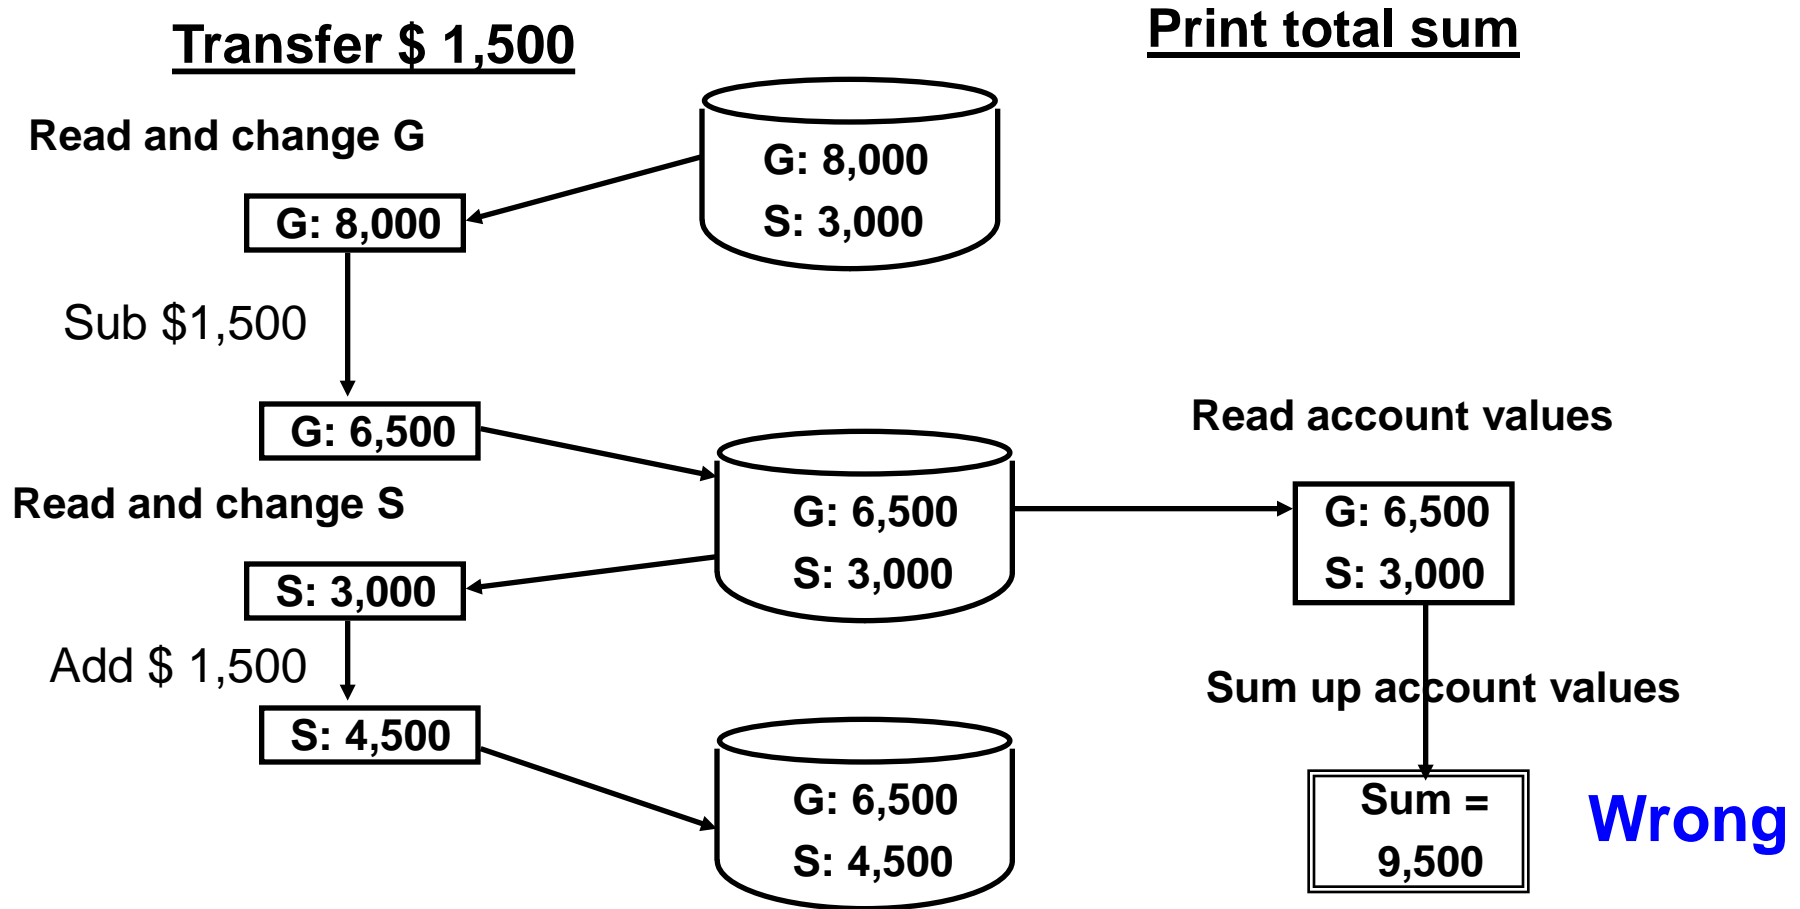 Transfer $ 1,500
Print total sum
Read and change G
G: 8,000
S: 3,000
G: 8,000
Sub $1,500
G: 6,500
Read account values
Read and change S
G: 6,500
S: 3,000
G: 6,500
S: 3,000
S: 3,000
Add $ 1,500
Sum up account values
S: 4,500
G: 6,500
S: 4,500
Sum =
9,500
Wrong